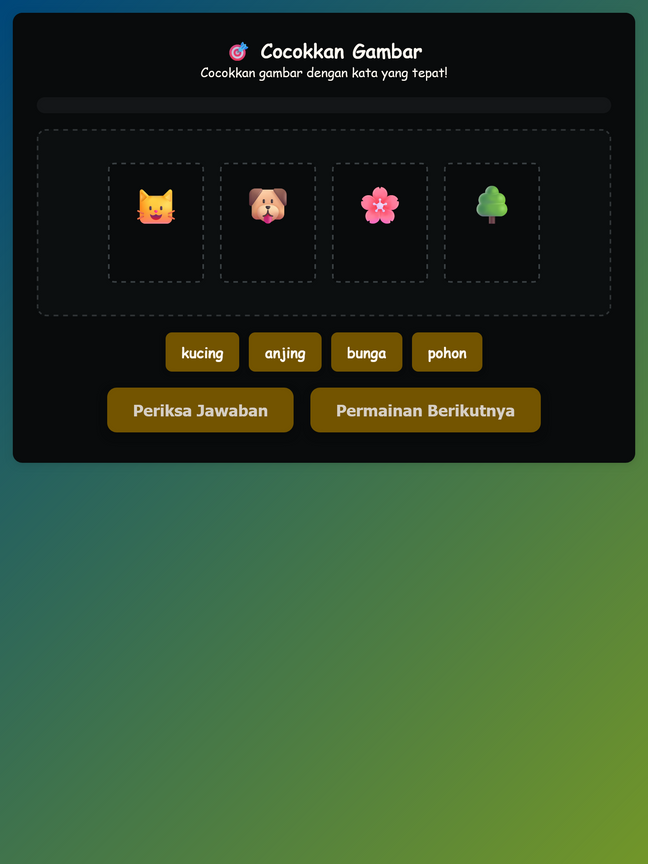 Cocokkan Gambar
Cocokkan gambar dengan kata yang tepat!
kucing anjing bunga pohon
Periksa Jawaban Permainan Berikutnya